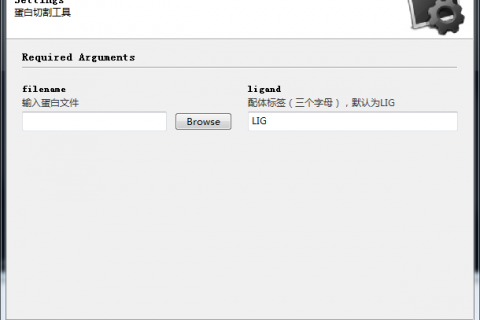 Settings
蛋白切割工具
Required Arguments
filename
输入蛋白文件
Browse
ligand
配体标签（三个字母），默认为LIG
LIG